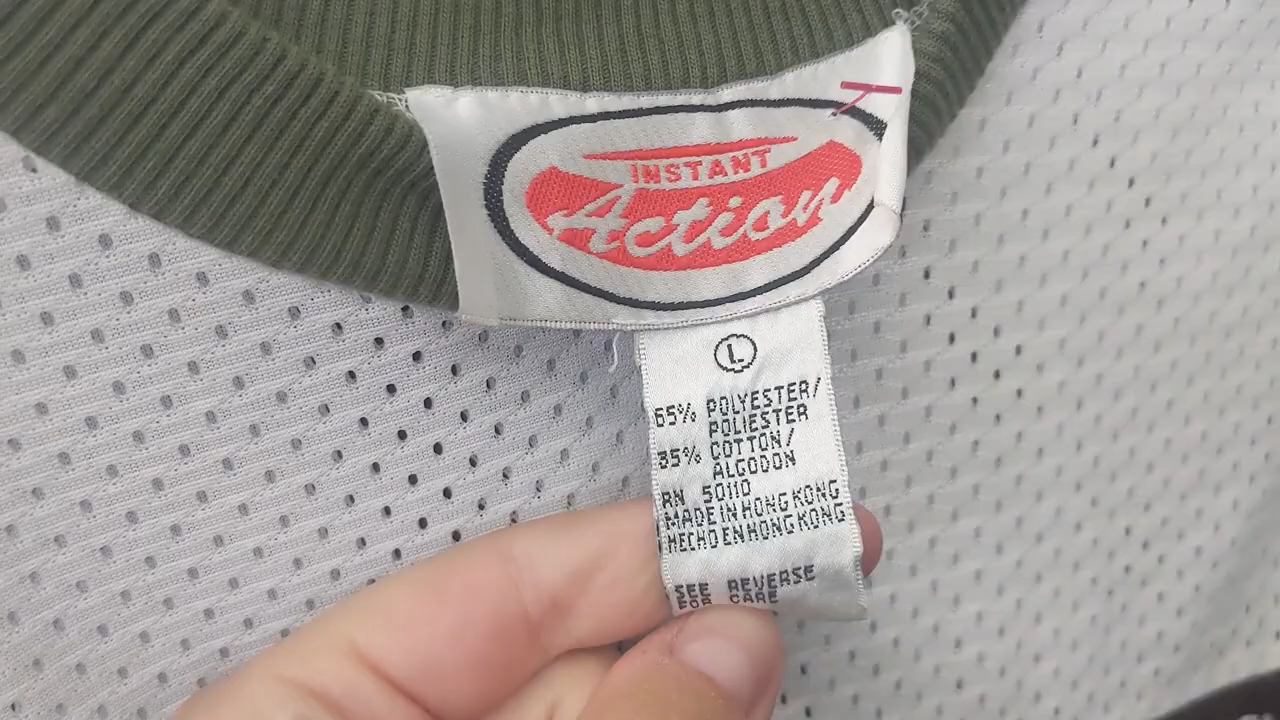 INSTANT
Action
L
65% POLYESTER/
POLIESTER
35% COTTON/
ALGODON
RN 50110
MADE IN HONG KONG
HECHO EN HONG KONG
SEE REVERSE
FOR CARE